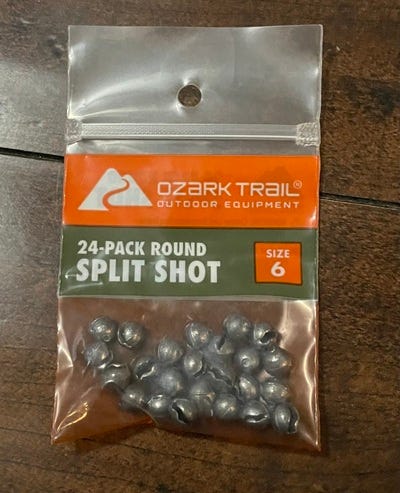 OZARK TRAIL®
OUTDOOR EQUIPMENT
24-PACK ROUND
SPLIT SHOT
SIZE
6